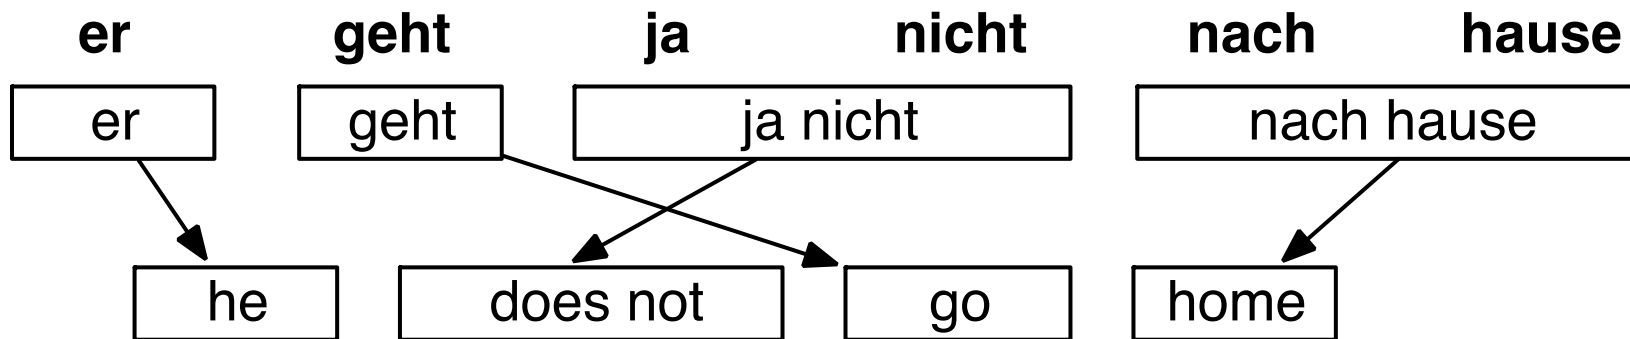 er geht ja nicht nach hause
er geht ja nicht nach hause
he does not go home